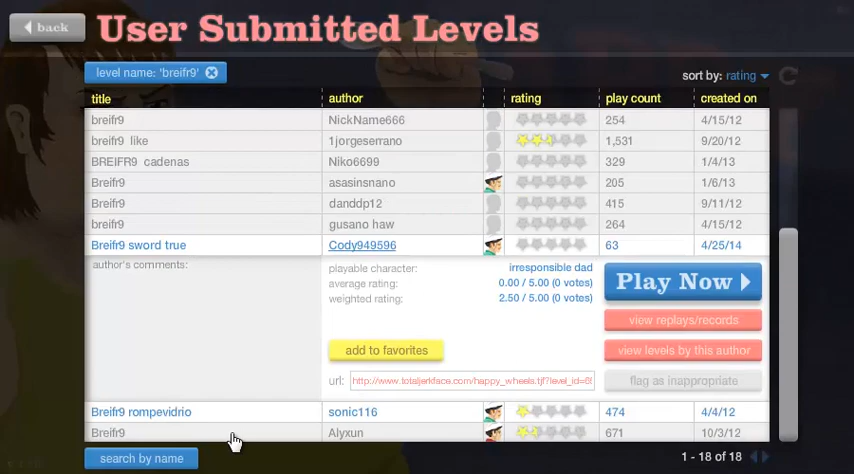 back
User Submitted Levels
level name: 'breifr9'
sort by: rating
title author rating play count created on
breifr9 NickName666 254 4/15/12
breifr9 like 1jorgeserrano 1,531 9/20/12
BREIFR9 cadenas Niko6699 329 1/4/13
Breifr9 asasinsnano 205 1/6/13
Breifr9 danddp12 415 9/11/12
breifr9 gusano haw 264 4/15/12
Breifr9 sword true Cody949596 63 4/25/14
author's comments:
playable character: irresponsible dad
average rating: 0.00 / 5.00 (0 votes)
weighted rating: 2.50 / 5.00 (0 votes)
Play Now
view replays/records
add to favorites
view levels by this author
url: http://www.totaljerkface.com/happy_wheels.tjf?level_id=6
flag as inappropriate
Breifr9 rompevidrio sonic116 474 4/4/12
Breifr9 Alyxun 671 10/3/12
search by name
1 - 18 of 18